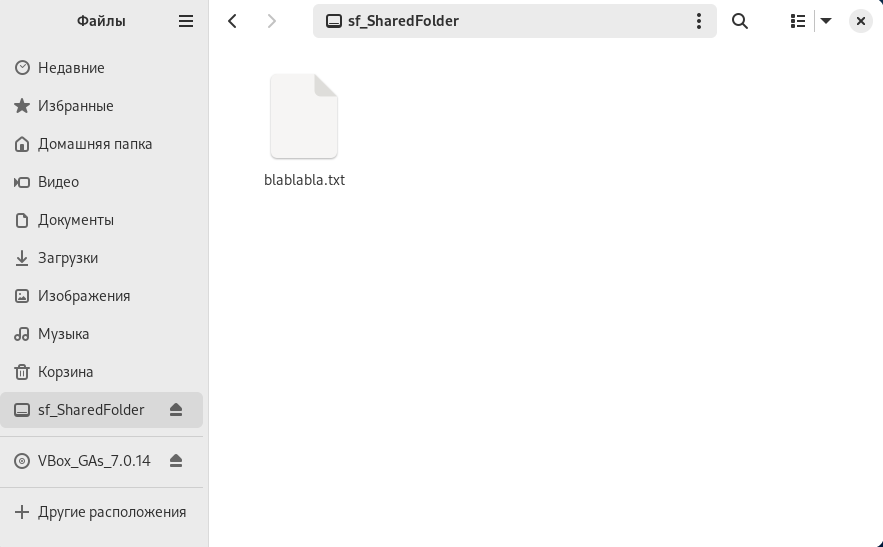 Файлы
Недавние
Избранные
Домашняя папка
Видео
Документы
Загрузки
Изображения
Музыка
Корзина
sf_SharedFolder
VBox_GAs_7.0.14
Другие расположения
sf_SharedFolder
blablabla.txt